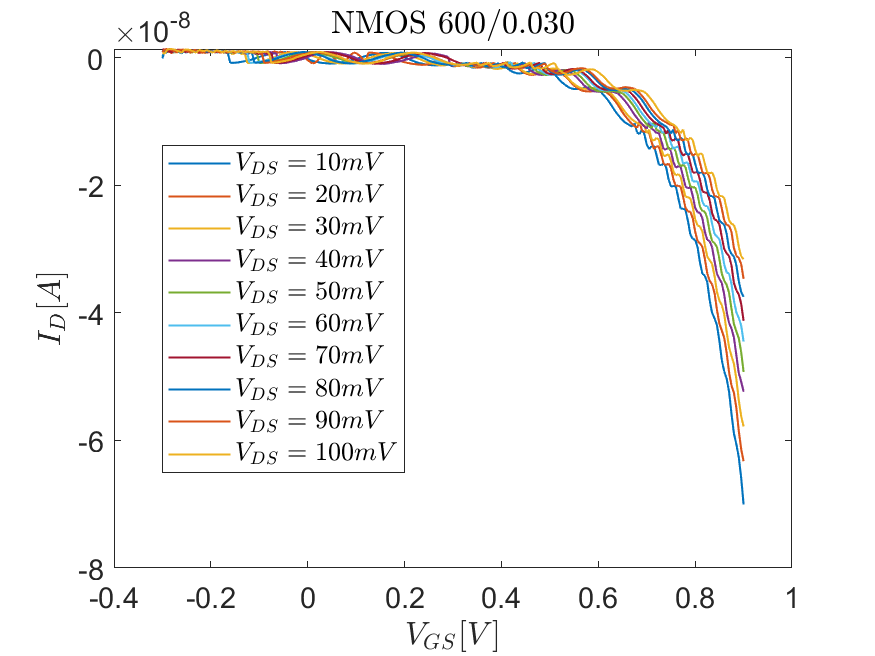 NMOS 600/0.030
×10⁻⁸
0
-2
-4
-6
-8
I_D[A]
V_DS = 10mV
V_DS = 20mV
V_DS = 30mV
V_DS = 40mV
V_DS = 50mV
V_DS = 60mV
V_DS = 70mV
V_DS = 80mV
V_DS = 90mV
V_DS = 100mV
-0.4 -0.2 0 0.2 0.4 0.6 0.8 1
V_GS[V]